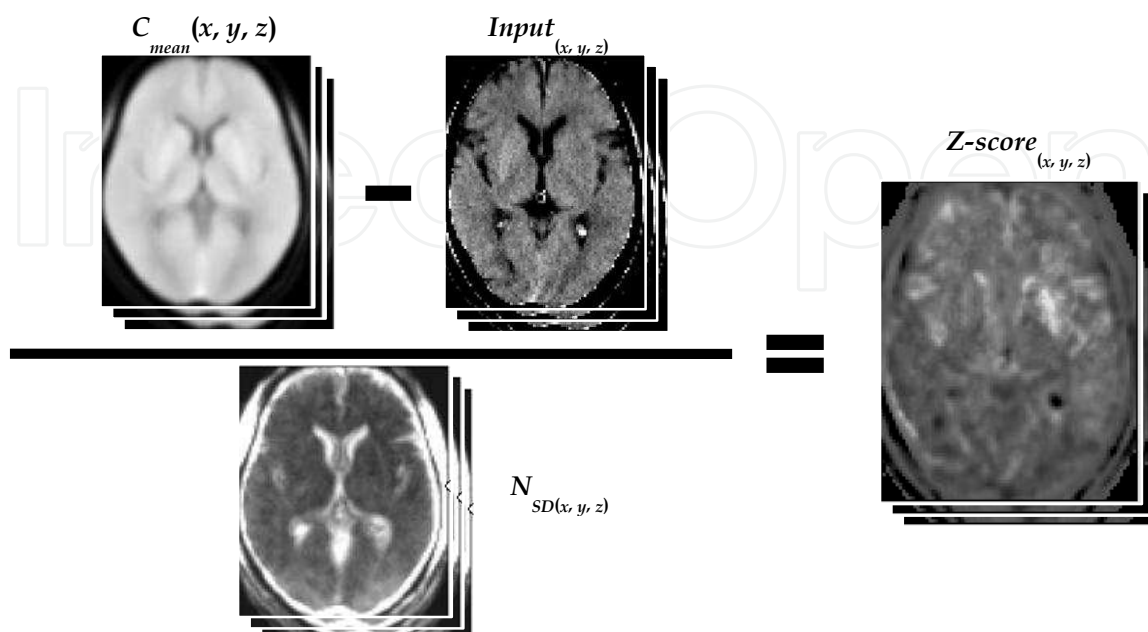 C mean (x, y, z)
Input (x, y, z)
Z-score (x, y, z)
N SD(x, y, z)